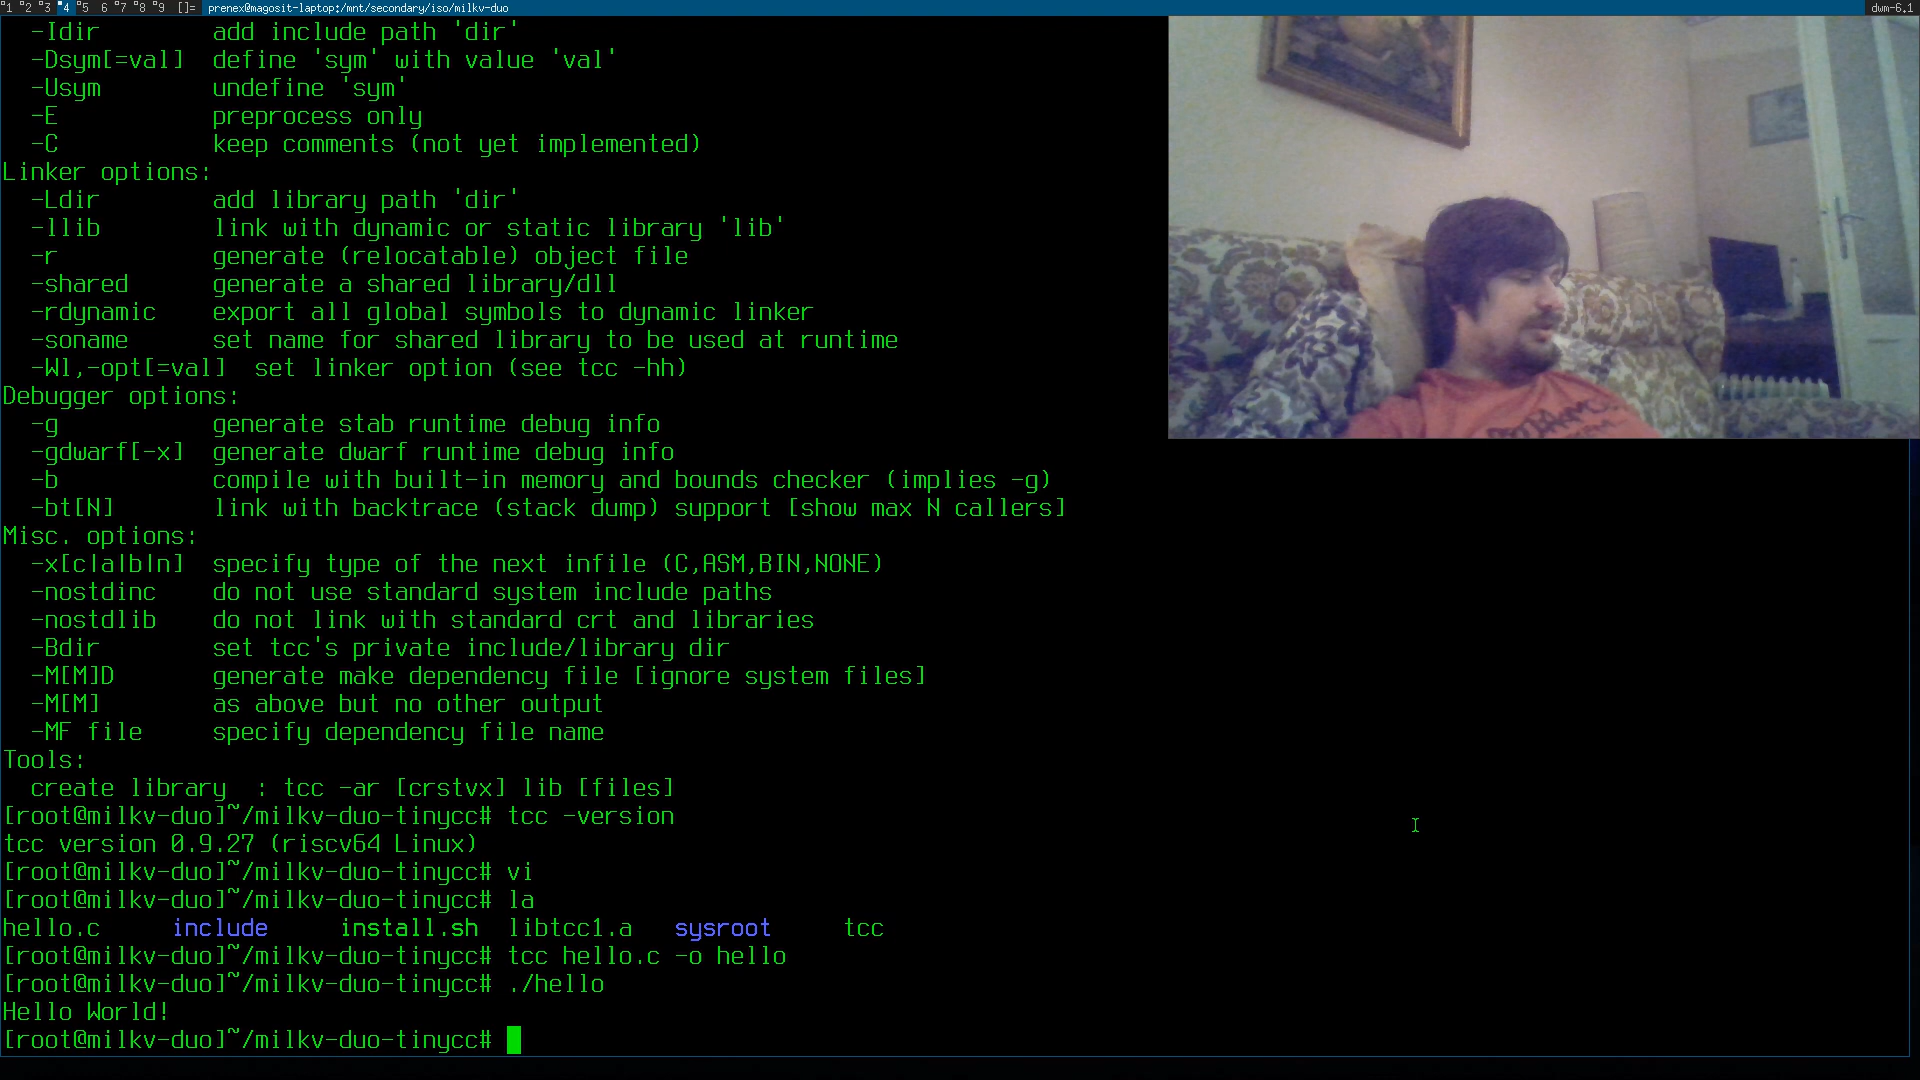 1 2 3 4 5 6 7 8 9 []= prenex@magosit-laptop:/mnt/secondary/iso/milkv-duo dwm-6.1
-Idir add include path 'dir'
-Dsym[=val] define 'sym' with value 'val'
-Usym undefine 'sym'
-E preprocess only
-C keep comments (not yet implemented)
Linker options:
-Ldir add library path 'dir'
-llib link with dynamic or static library 'lib'
-r generate (relocatable) object file
-shared generate a shared library/dll
-rdynamic export all global symbols to dynamic linker
-soname set name for shared library to be used at runtime
-Wl,-opt[=val] set linker option (see tcc -hh)
Debugger options:
-g generate stab runtime debug info
-gdwarf[-x] generate dwarf runtime debug info
-b compile with built-in memory and bounds checker (implies -g)
-bt[N] link with backtrace (stack dump) support [show max N callers]
Misc. options:
-x[c|a|b|n] specify type of the next infile (C,ASM,BIN,NONE)
-nostdinc do not use standard system include paths
-nostdlib do not link with standard crt and libraries
-Bdir set tcc's private include/library dir
-M[M]D generate make dependency file [ignore system files]
-M[M] as above but no other output
-MF file specify dependency file name
Tools:
create library : tcc -ar [crstvx] lib [files]
[root@milkv-duo]~/milkv-duo-tinycc# tcc -version
tcc version 0.9.27 (riscv64 Linux)
[root@milkv-duo]~/milkv-duo-tinycc# vi
[root@milkv-duo]~/milkv-duo-tinycc# la
hello.c include install.sh libtcc1.a sysroot tcc
[root@milkv-duo]~/milkv-duo-tinycc# tcc hello.c -o hello
[root@milkv-duo]~/milkv-duo-tinycc# ./hello
Hello World!
[root@milkv-duo]~/milkv-duo-tinycc#